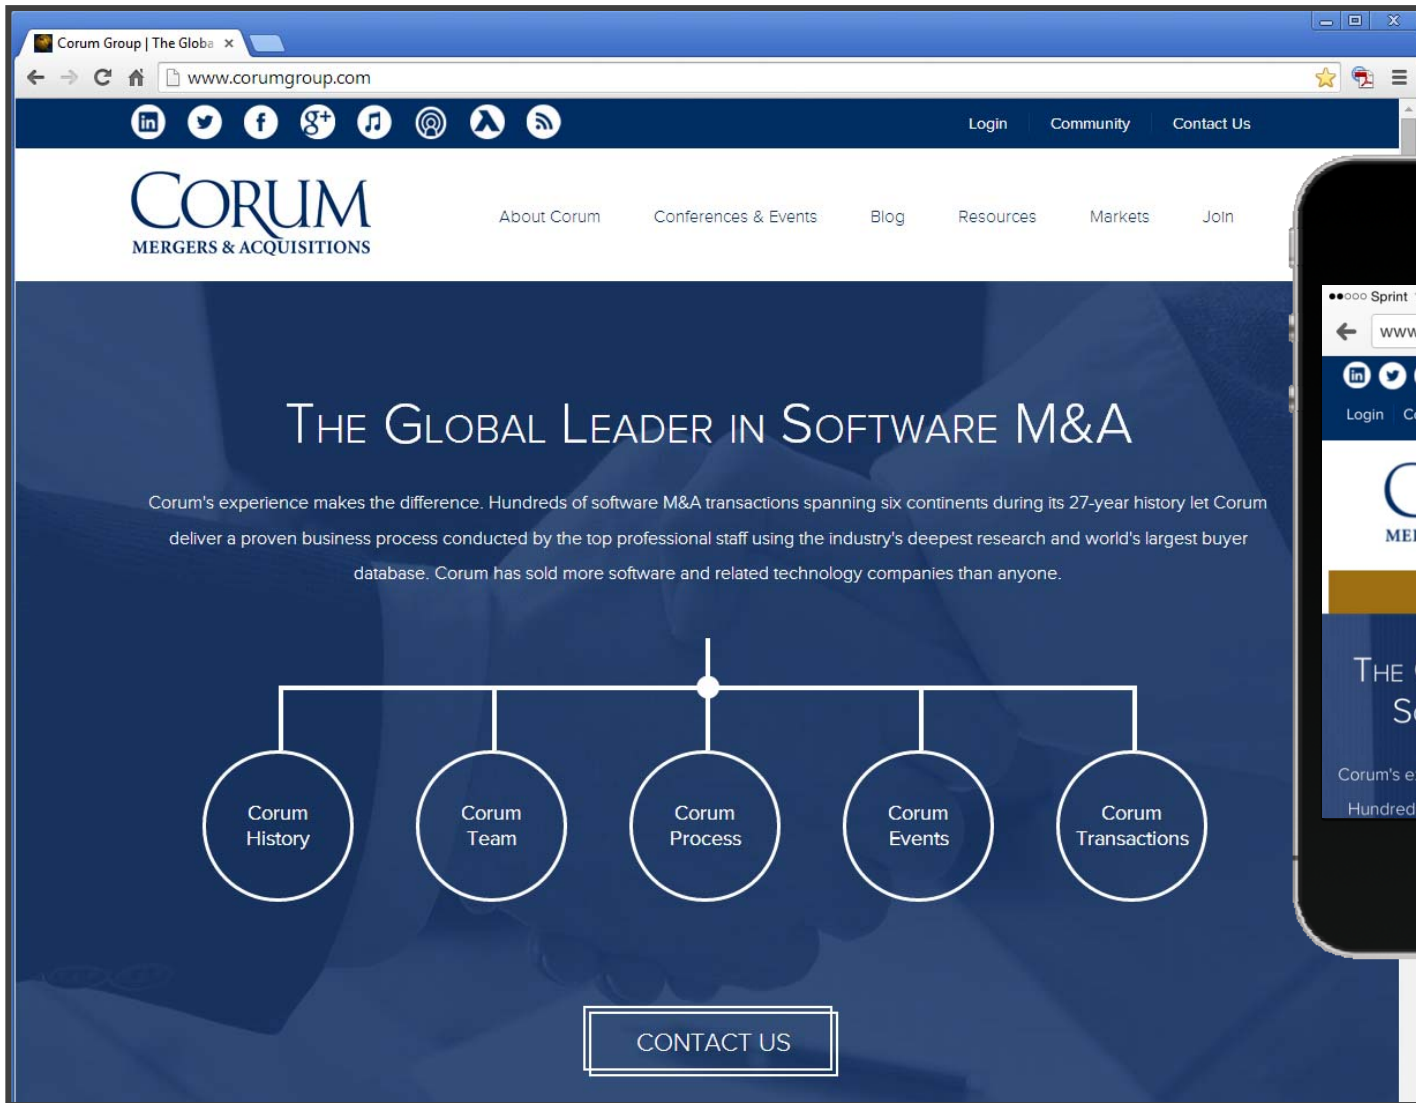 Corum Group | The Globa
www.corumgroup.com
Login Community Contact Us
CORUM
MERGERS & ACQUISITIONS
About Corum Conferences & Events Blog Resources Markets Join
THE GLOBAL LEADER IN SOFTWARE M&A
Corum's experience makes the difference. Hundreds of software M&A transactions spanning six continents during its 27-year history let Corum
deliver a proven business process conducted by the top professional staff using the industry's deepest research and world's largest buyer
database. Corum has sold more software and related technology companies than anyone.
Corum
History
Corum
Team
Corum
Process
Corum
Events
Corum
Transactions
CONTACT US
Sprint
www
Login
THE
Corum's